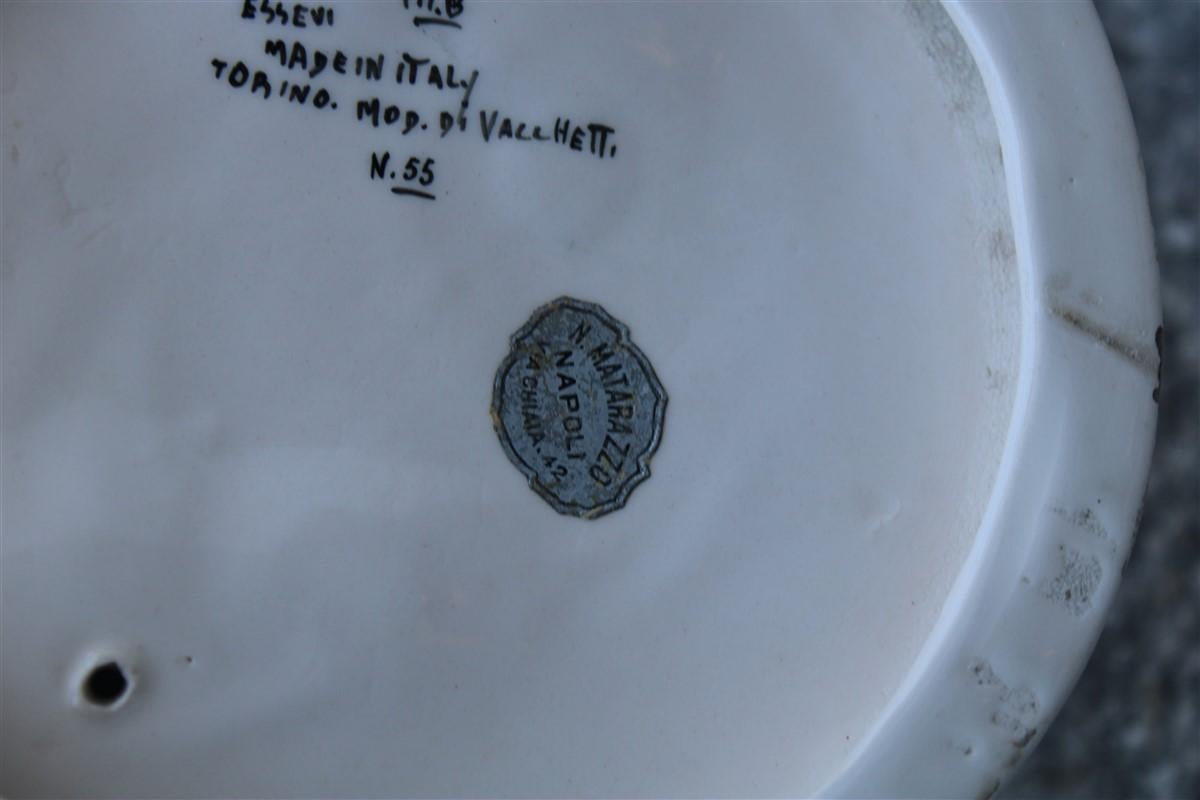 ESSEVI M.B
MADE IN ITALY
TORINO. MOD. Di VACCHETTi
N.55
N. MATARAZZO
NAPOLI
CHIAIA. 42